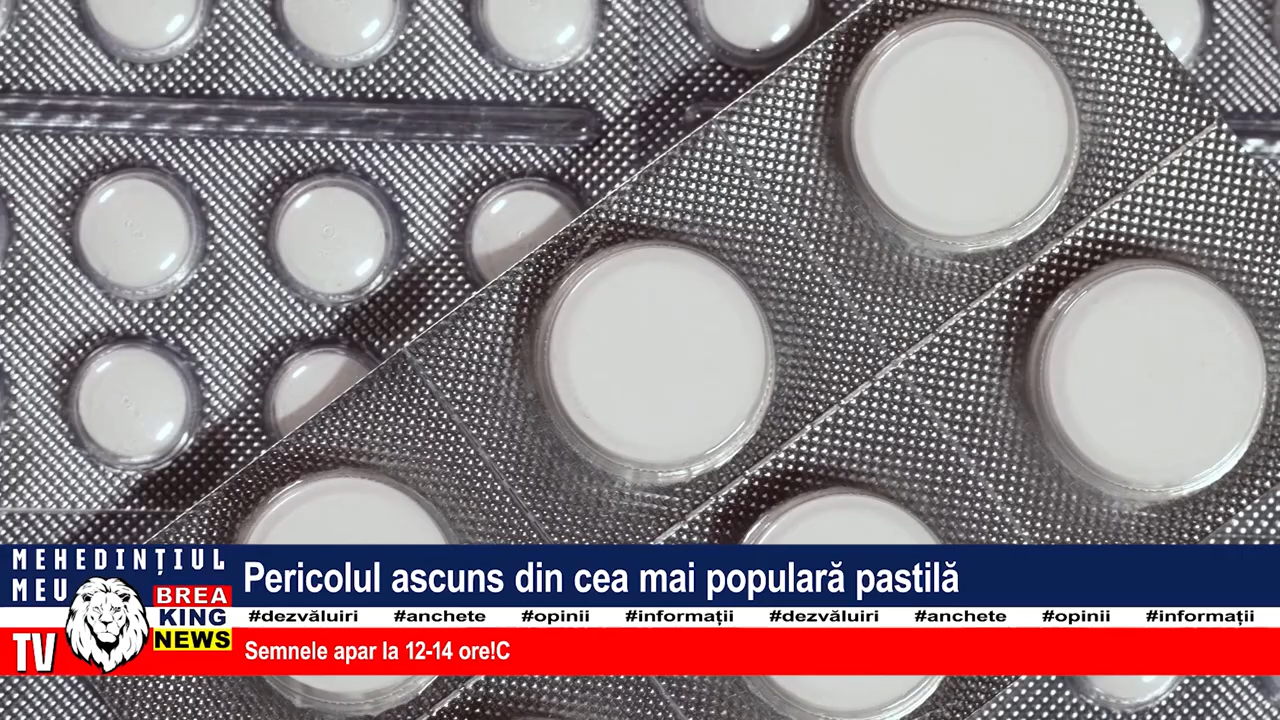 MEHEDINȚIUL
MEU
TV
BREA
KING
NEWS
Pericolul ascuns din cea mai populară pastilă
#dezvăluiri #anchete #opinii #informații #dezvăluiri #anchete #opinii #informații
Semnele apar la 12-14 ore!C